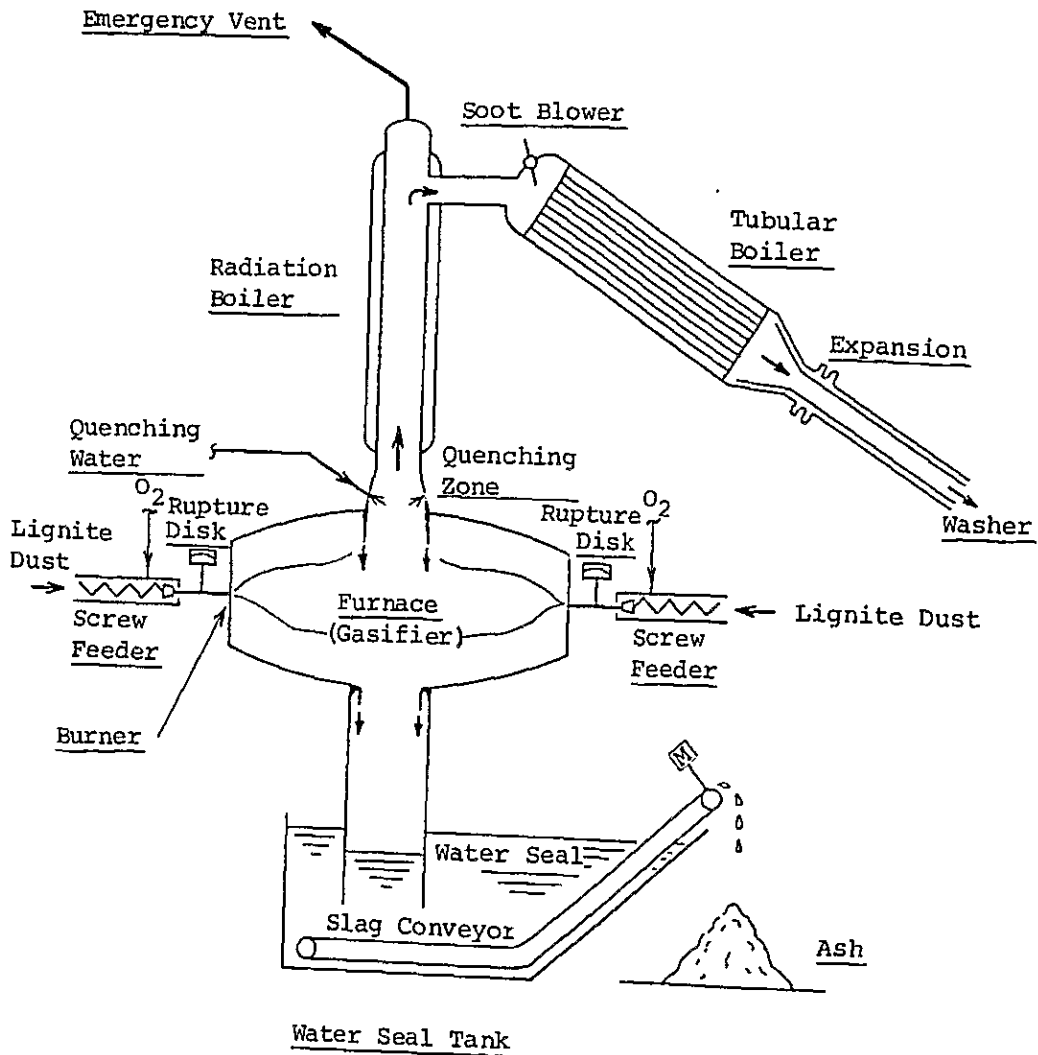 Emergency Vent
Soot Blower
Tubular
Boiler
Radiation
Boiler
Expansion
Quenching
Water
Quenching
Zone
O2
Rupture
Disk
Rupture
Disk
O2
Washer
Lignite
Dust
Furnace
(Gasifier)
Lignite Dust
Screw
Feeder
Screw
Feeder
Burner
M
Water Seal
Slag Conveyor
Ash
Water Seal Tank